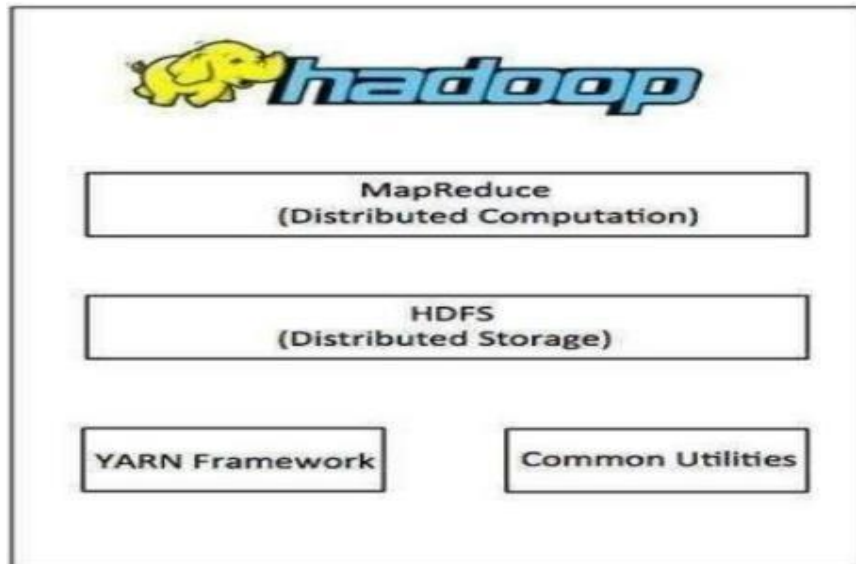 hadoop
MapReduce
(Distributed Computation)
HDFS
(Distributed Storage)
YARN Framework
Common Utilities